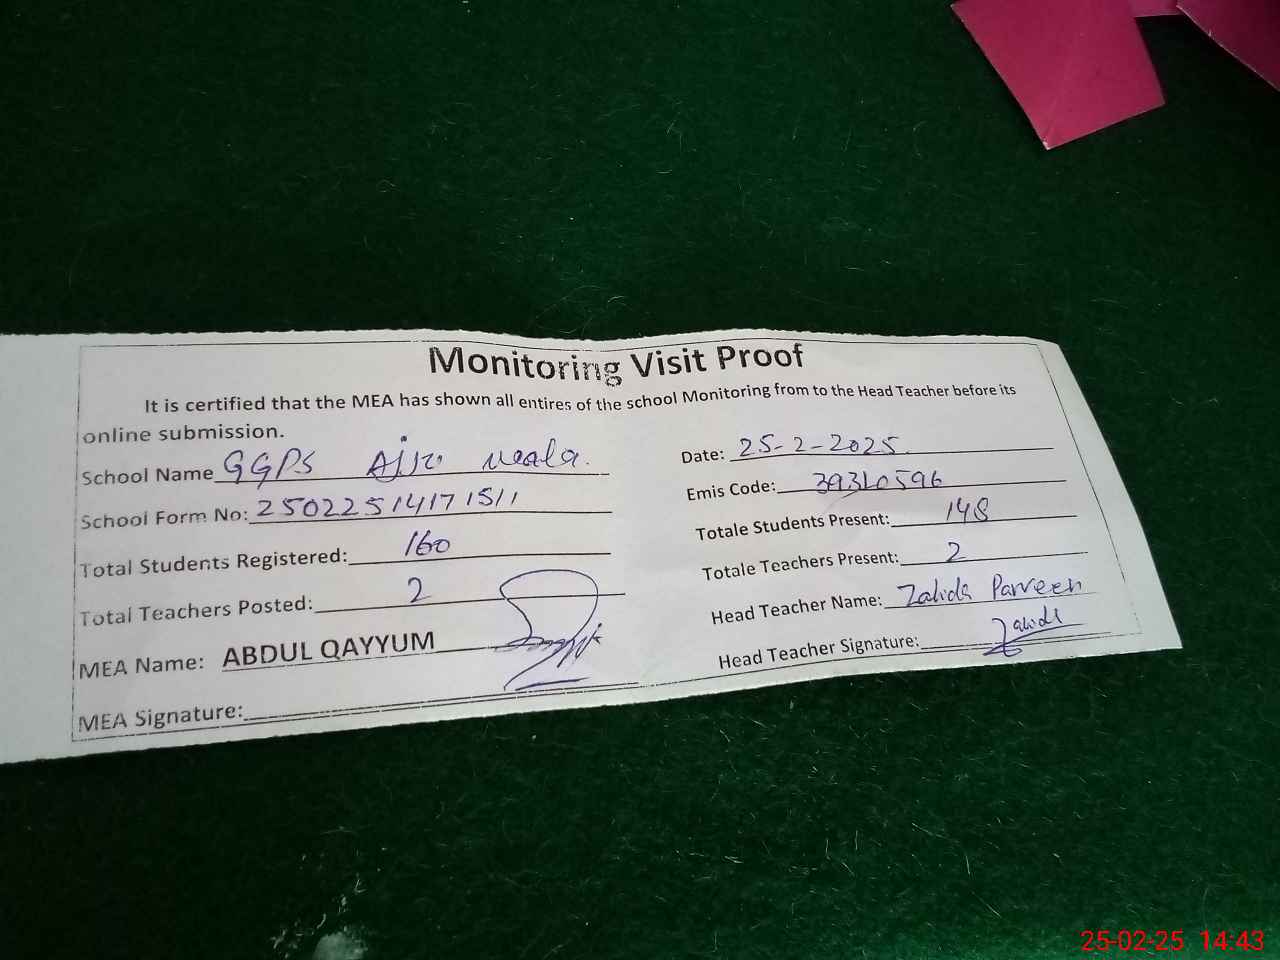 Monitoring Visit Proof
It is certified that the MEA has shown all entires of the school Monitoring from to the Head Teacher before its
online submission.
School Name GGPS Ajju Wala.
Date: 25-2-2025.
School Form No: 25022514171511
Emis Code: 39310596
Total Students Registered: 160
Totale Students Present: 148
Total Teachers Posted: 2
Totale Teachers Present: 2
MEA Name: ABDUL QAYYUM
Head Teacher Name: Zahida Parveen
MEA Signature:
Head Teacher Signature: Zahida
25-02-25 14:43